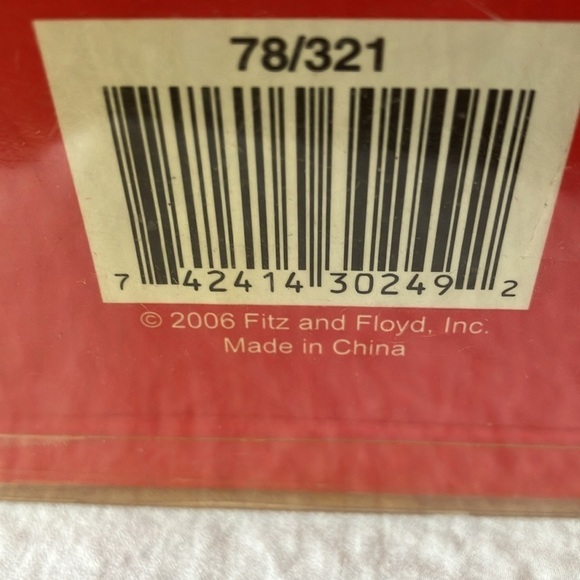 78/321
7 42414 30249 2
© 2006 Fitz and Floyd, Inc.
Made in China